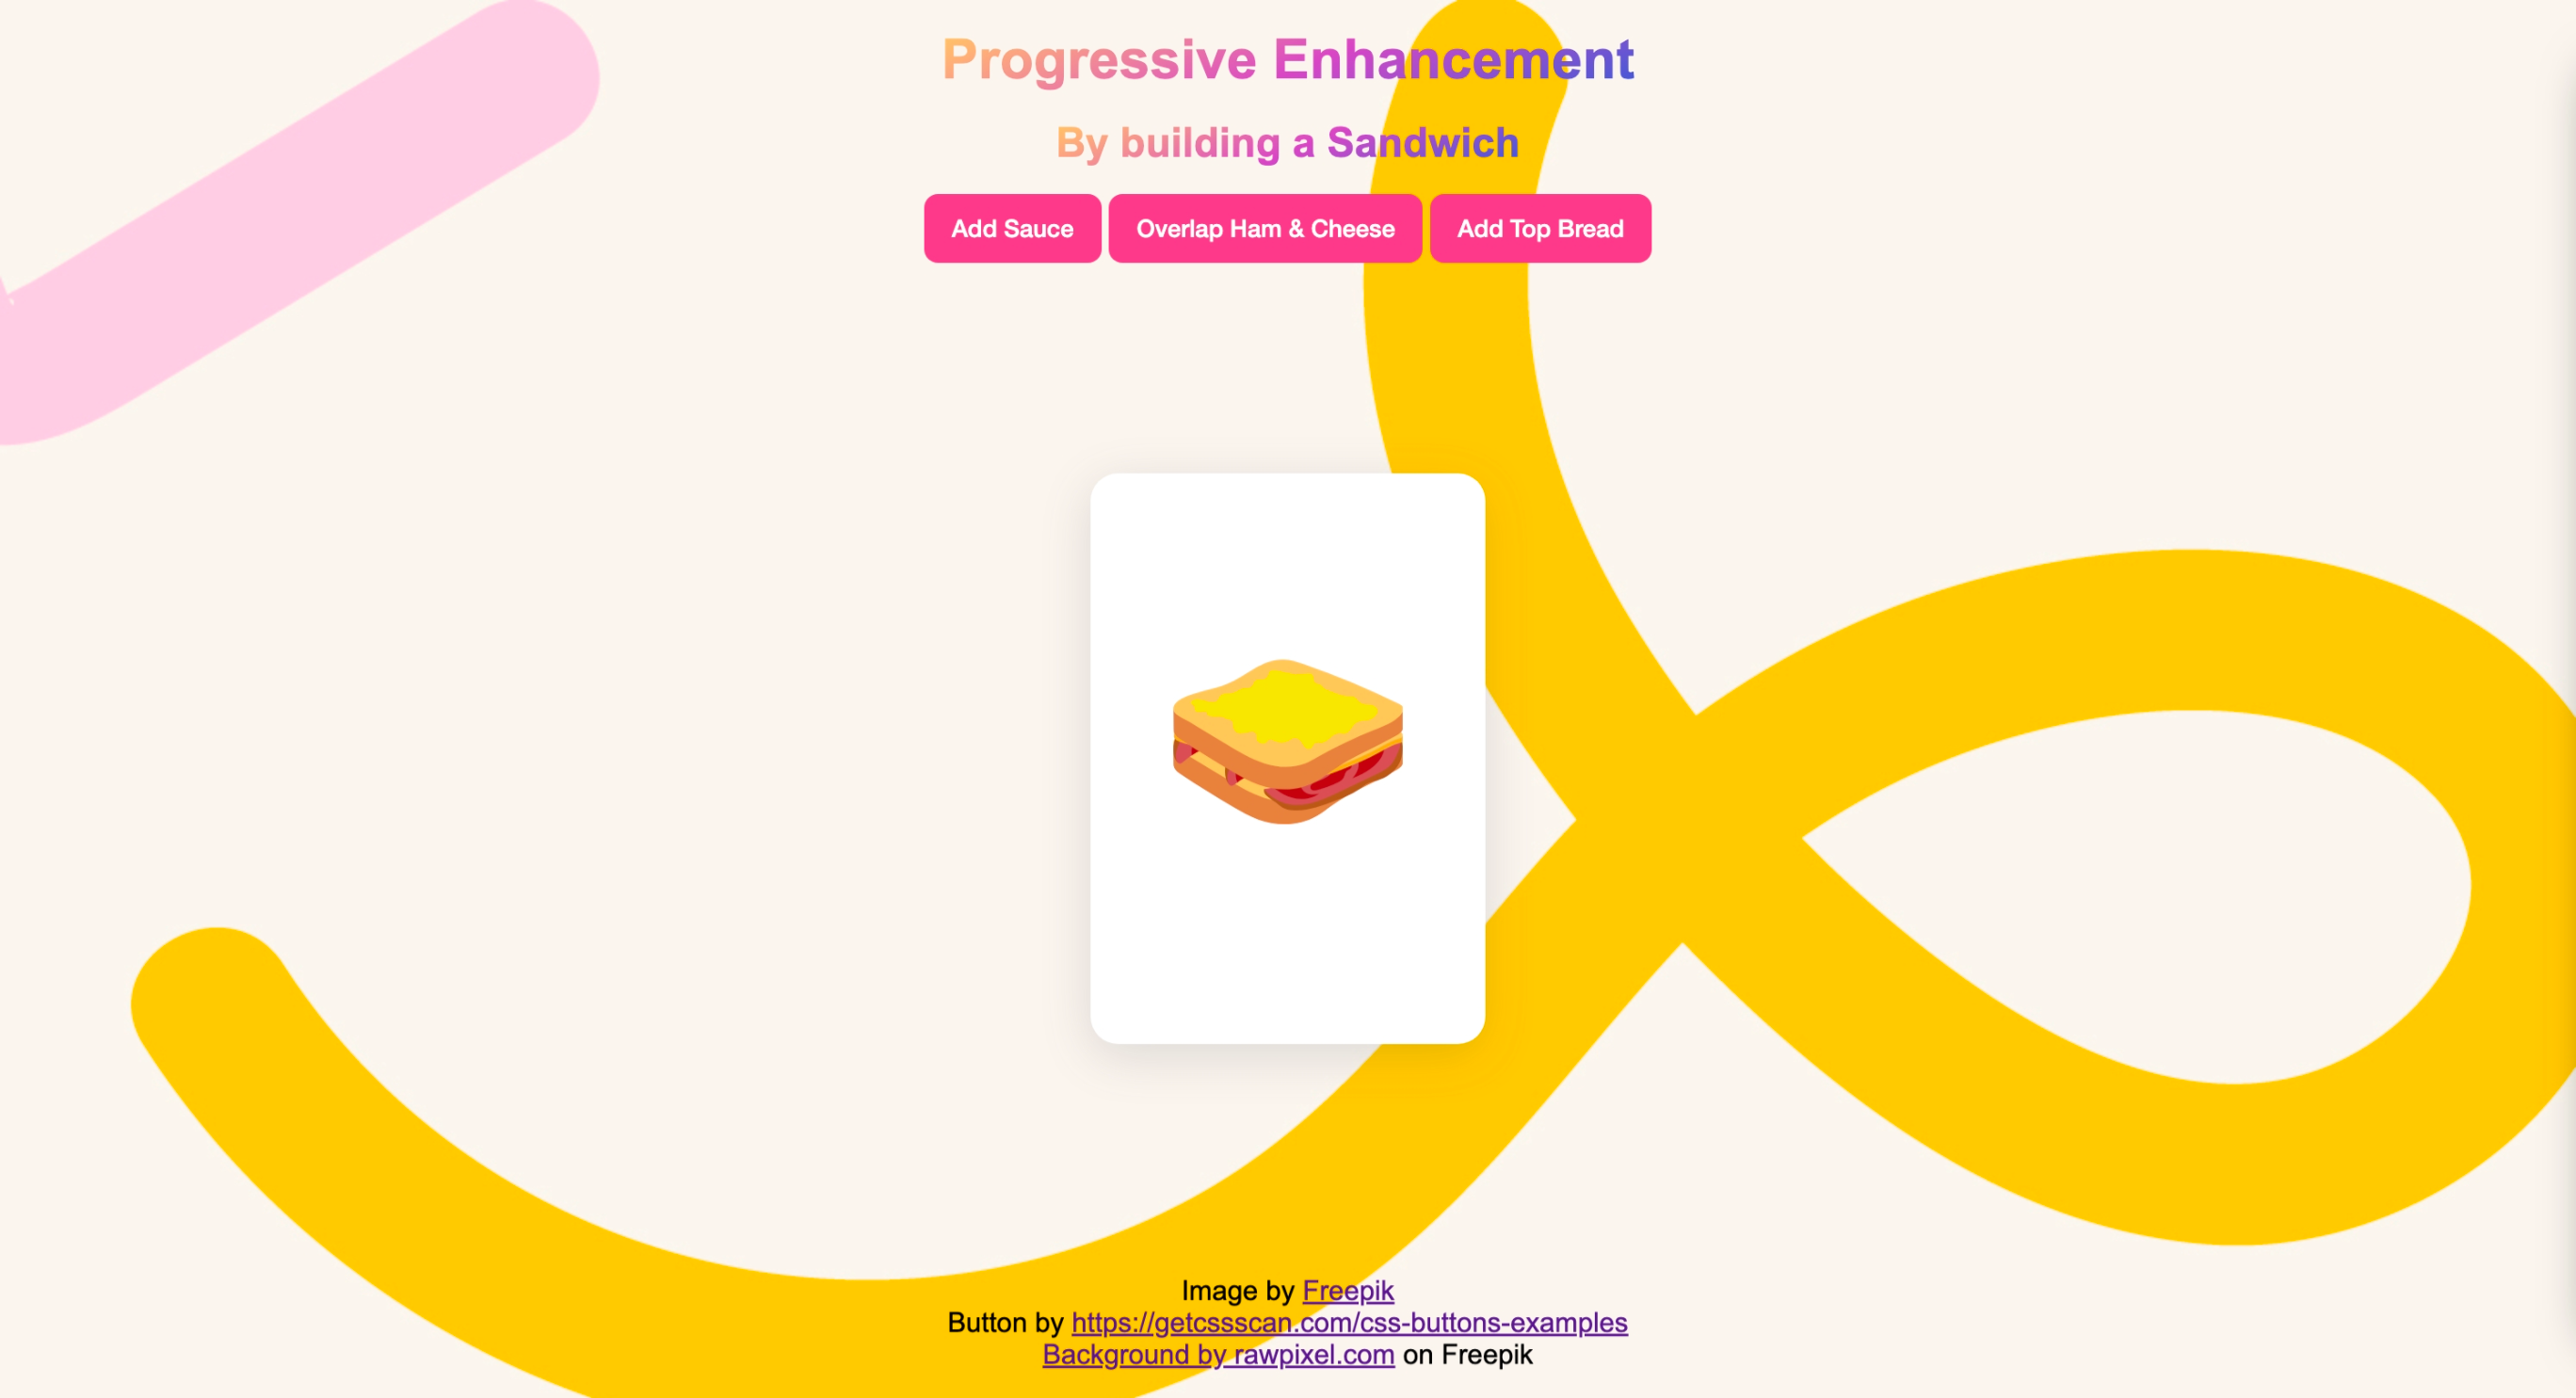 Progressive Enhancement
By building a Sandwich
Add Sauce Overlap Ham & Cheese Add Top Bread
Image by Freepik
Button by https://getcssscan.com/css-buttons-examples
Background by rawpixel.com on Freepik